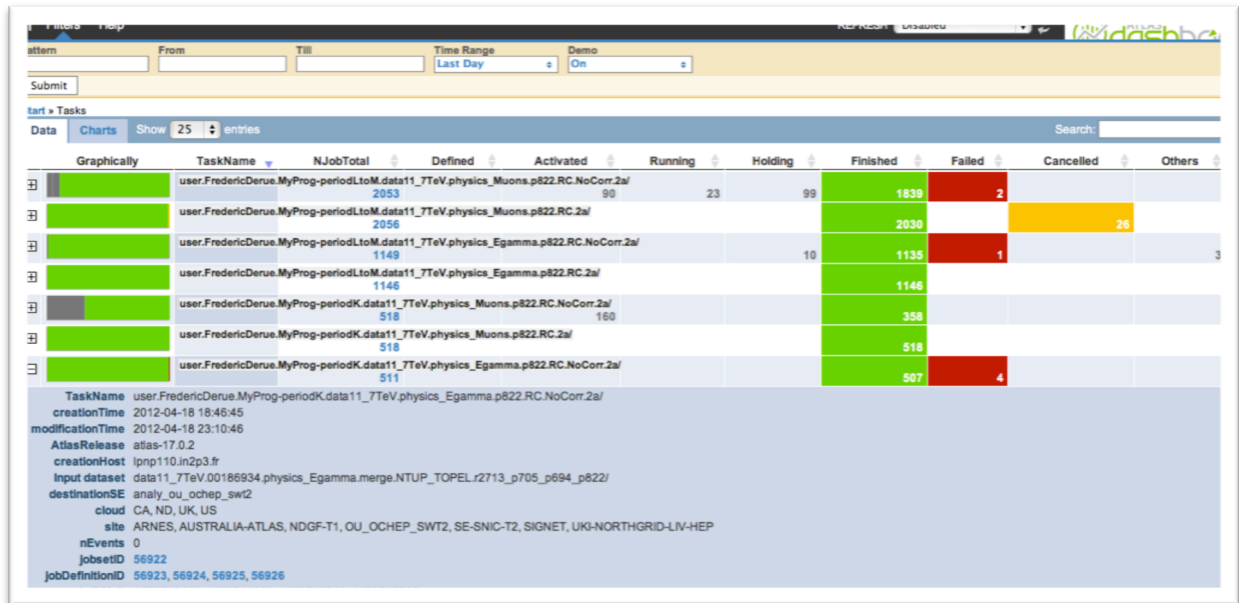 Filters Help REFRESH Disabled ATLAS
attern From Till Time Range Demo
Last Day On
Submit
tart » Tasks
Data Charts Show 25 entries Search:
Graphically TaskName NJobTotal Defined Activated Running Holding Finished Failed Cancelled Others
user.FredericDerue.MyProg-periodLtoM.data11_7TeV.physics_Muons.p822.RC.NoCorr.2a/
2053 90 23 99 1839 2
user.FredericDerue.MyProg-periodLtoM.data11_7TeV.physics_Muons.p822.RC.2a/
2056 2030 26
user.FredericDerue.MyProg-periodLtoM.data11_7TeV.physics_Egamma.p822.RC.NoCorr.2a/
1149 10 1135 1 3
user.FredericDerue.MyProg-periodLtoM.data11_7TeV.physics_Egamma.p822.RC.2a/
1146 1146
user.FredericDerue.MyProg-periodK.data11_7TeV.physics_Muons.p822.RC.NoCorr.2a/
518 160 358
user.FredericDerue.MyProg-periodK.data11_7TeV.physics_Muons.p822.RC.2a/
518 518
user.FredericDerue.MyProg-periodK.data11_7TeV.physics_Egamma.p822.RC.NoCorr.2a/
511 507 4
TaskName user.FredericDerue.MyProg-periodK.data11_7TeV.physics_Egamma.p822.RC.NoCorr.2a/
creationTime 2012-04-18 18:46:45
modificationTime 2012-04-18 23:10:46
AtlasRelease atlas-17.0.2
creationHost lpnp110.in2p3.fr
Input dataset data11_7TeV.00186934.physics_Egamma.merge.NTUP_TOPEL.r2713_p705_p694_p822/
destinationSE analy_ou_ochep_swt2
cloud CA, ND, UK, US
site ARNES, AUSTRALIA-ATLAS, NDGF-T1, OU_OCHEP_SWT2, SE-SNIC-T2, SIGNET, UKI-NORTHGRID-LIV-HEP
nEvents 0
jobsetID 56922
jobDefinitionID 56923, 56924, 56925, 56926